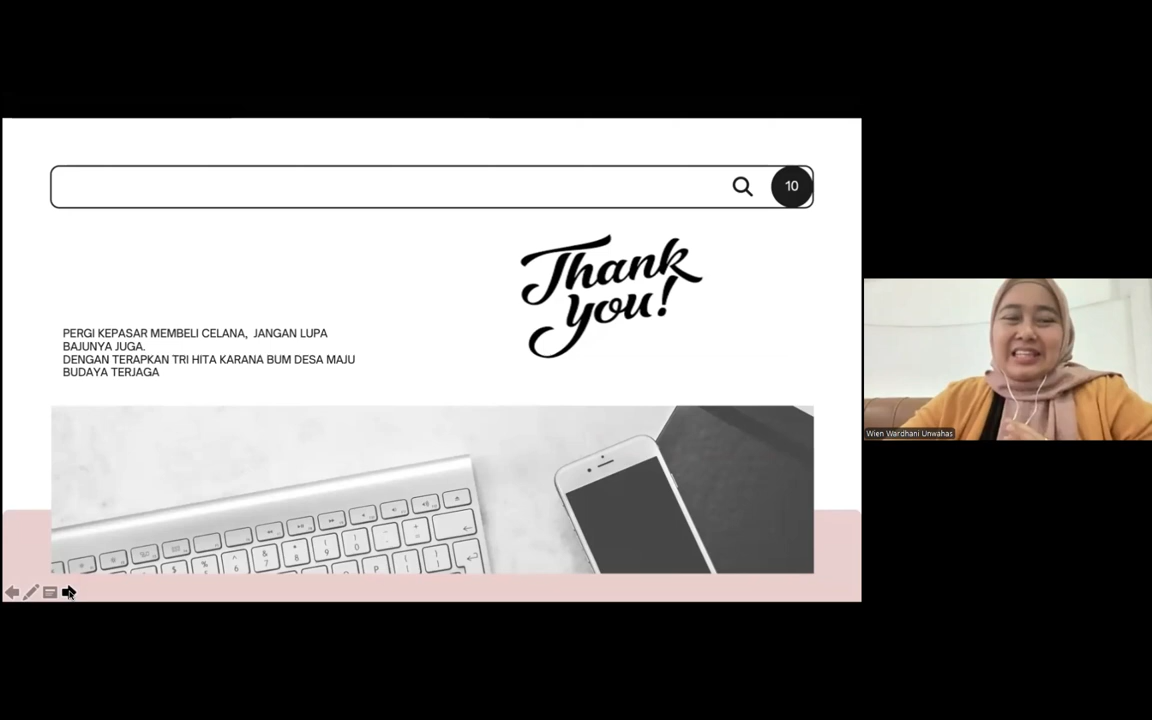 10
Thank
you!
PERGI KEPASAR MEMBELI CELANA, JANGAN LUPA
BAJUNYA JUGA.
DENGAN TERAPKAN TRI HITA KARANA BUM DESA MAJU
BUDAYA TERJAGA
Wien Wardhani Unwahas